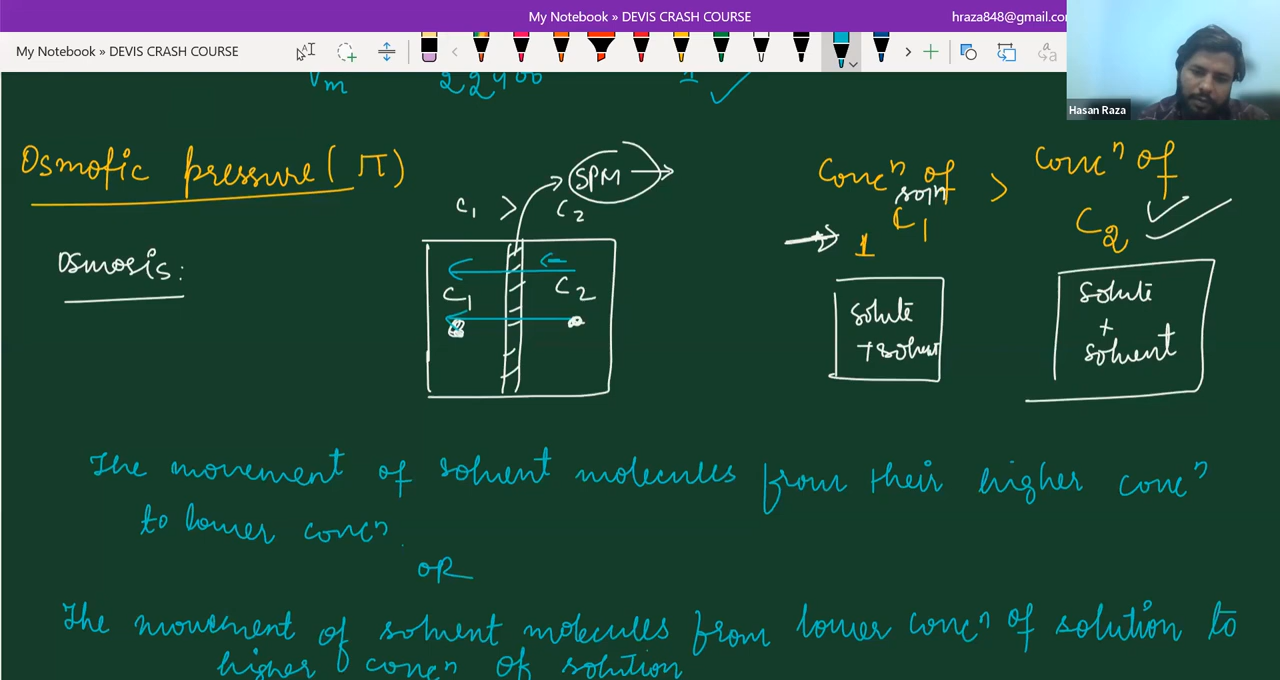 My Notebook » DEVIS CRASH COURSE
hraza848@gmail.co
My Notebook » DEVIS CRASH COURSE
Hasan Raza
Vm 22400 1
Osmotic pressure ( π )
SPM
C1 > C2
Concn of soln C1 > Concn of C2
1
Osmosis:
C1 C2
Solute + Solvent
Solute + Solvent
The movement of solvent molecules from their higher concn
to lower concn.
OR
The movement of solvent molecules from lower concn of solution to
higher concn of solution